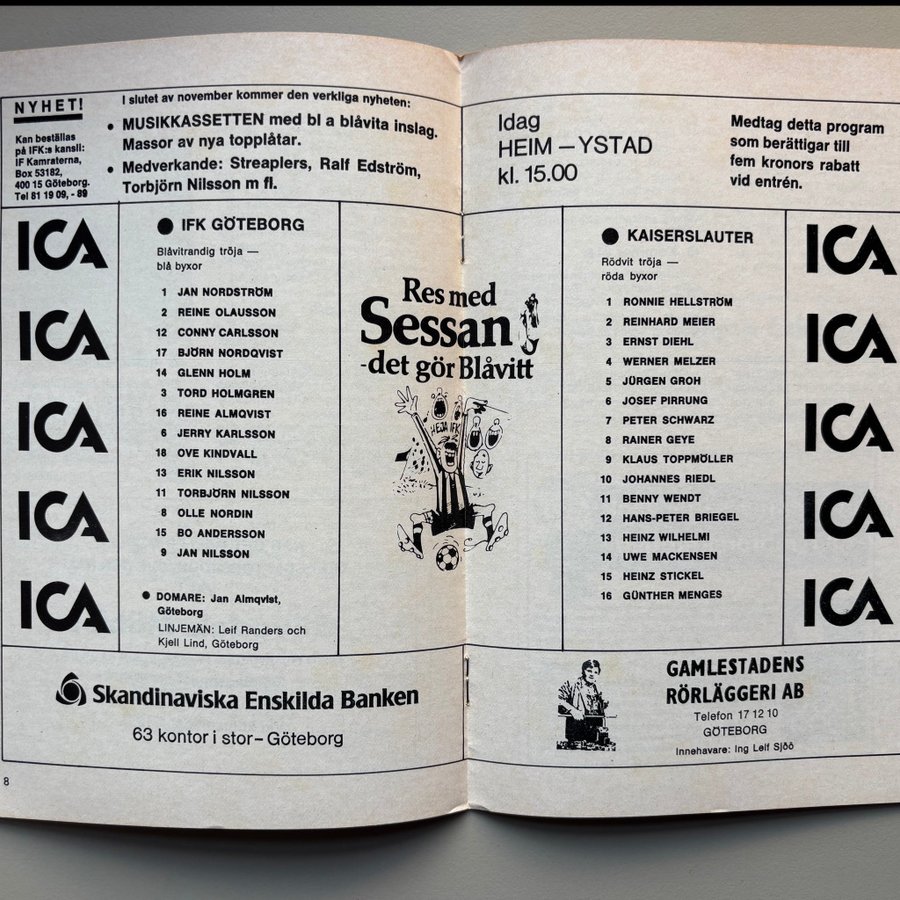 NYHET!
Kan beställas
på IFK:s kansli:
IF Kamraterna,
Box 53182,
400 15 Göteborg.
Tel 81 19 09, - 89
I slutet av november kommer den verkliga nyheten:
● MUSIKKASSETTEN med bl a blåvita inslag.
Massor av nya topplåtar.
● Medverkande: Streaplers, Ralf Edström,
Torbjörn Nilsson m fl.
Idag
HEIM – YSTAD
kl. 15.00
Medtag detta program
som berättigar till
fem kronors rabatt
vid entrén.
ICA
ICA
ICA
ICA
ICA
● IFK GÖTEBORG
Blåvitrandig tröja —
blå byxor
1 JAN NORDSTRÖM
2 REINE OLAUSSON
12 CONNY CARLSSON
17 BJÖRN NORDQVIST
14 GLENN HOLM
3 TORD HOLMGREN
16 REINE ALMQVIST
6 JERRY KARLSSON
18 OVE KINDVALL
13 ERIK NILSSON
11 TORBJÖRN NILSSON
8 OLLE NORDIN
15 BO ANDERSSON
9 JAN NILSSON
● DOMARE: Jan Almqvist,
Göteborg
LINJEMÄN: Leif Randers och
Kjell Lind, Göteborg
Res med
Sessan
-det gör Blåvitt
HEJA IFK
● KAISERSLAUTER
Rödvit tröja —
röda byxor
1 RONNIE HELLSTRÖM
2 REINHARD MEIER
3 ERNST DIEHL
4 WERNER MELZER
5 JÜRGEN GROH
6 JOSEF PIRRUNG
7 PETER SCHWARZ
8 RAINER GEYE
9 KLAUS TOPPMÖLLER
10 JOHANNES RIEDL
11 BENNY WENDT
12 HANS-PETER BRIEGEL
13 HEINZ WILHELMI
14 UWE MACKENSEN
15 HEINZ STICKEL
16 GÜNTHER MENGES
ICA
ICA
ICA
ICA
ICA
Skandinaviska Enskilda Banken
63 kontor i stor – Göteborg
GAMLESTADENS
RÖRLÄGGERI AB
Telefon 17 12 10
GÖTEBORG
Innehavare: Ing Leif Sjöö
8